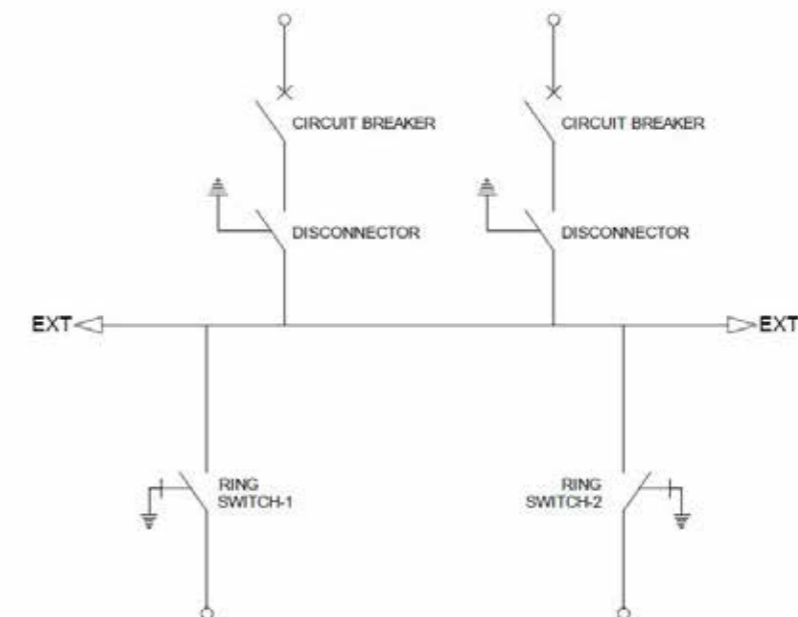 CIRCUIT BREAKER
CIRCUIT BREAKER
DISCONNECTOR
DISCONNECTOR
EXT
EXT
RING
SWITCH-1
RING
SWITCH-2